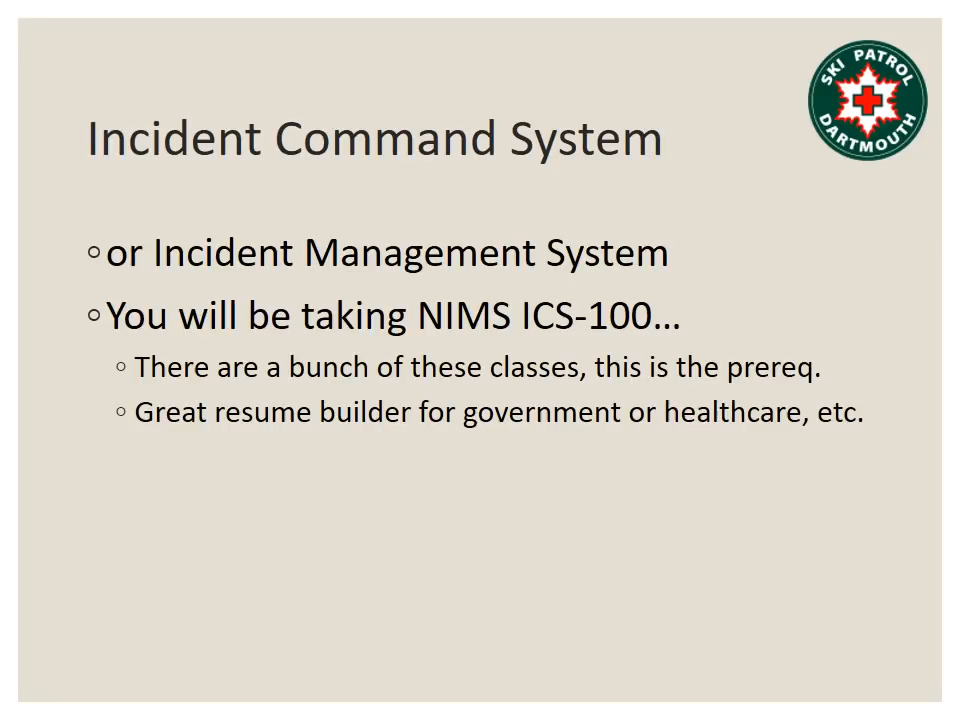 SKI PATROL
DARTMOUTH
Incident Command System
or Incident Management System
You will be taking NIMS ICS-100…
There are a bunch of these classes, this is the prereq.
Great resume builder for government or healthcare, etc.